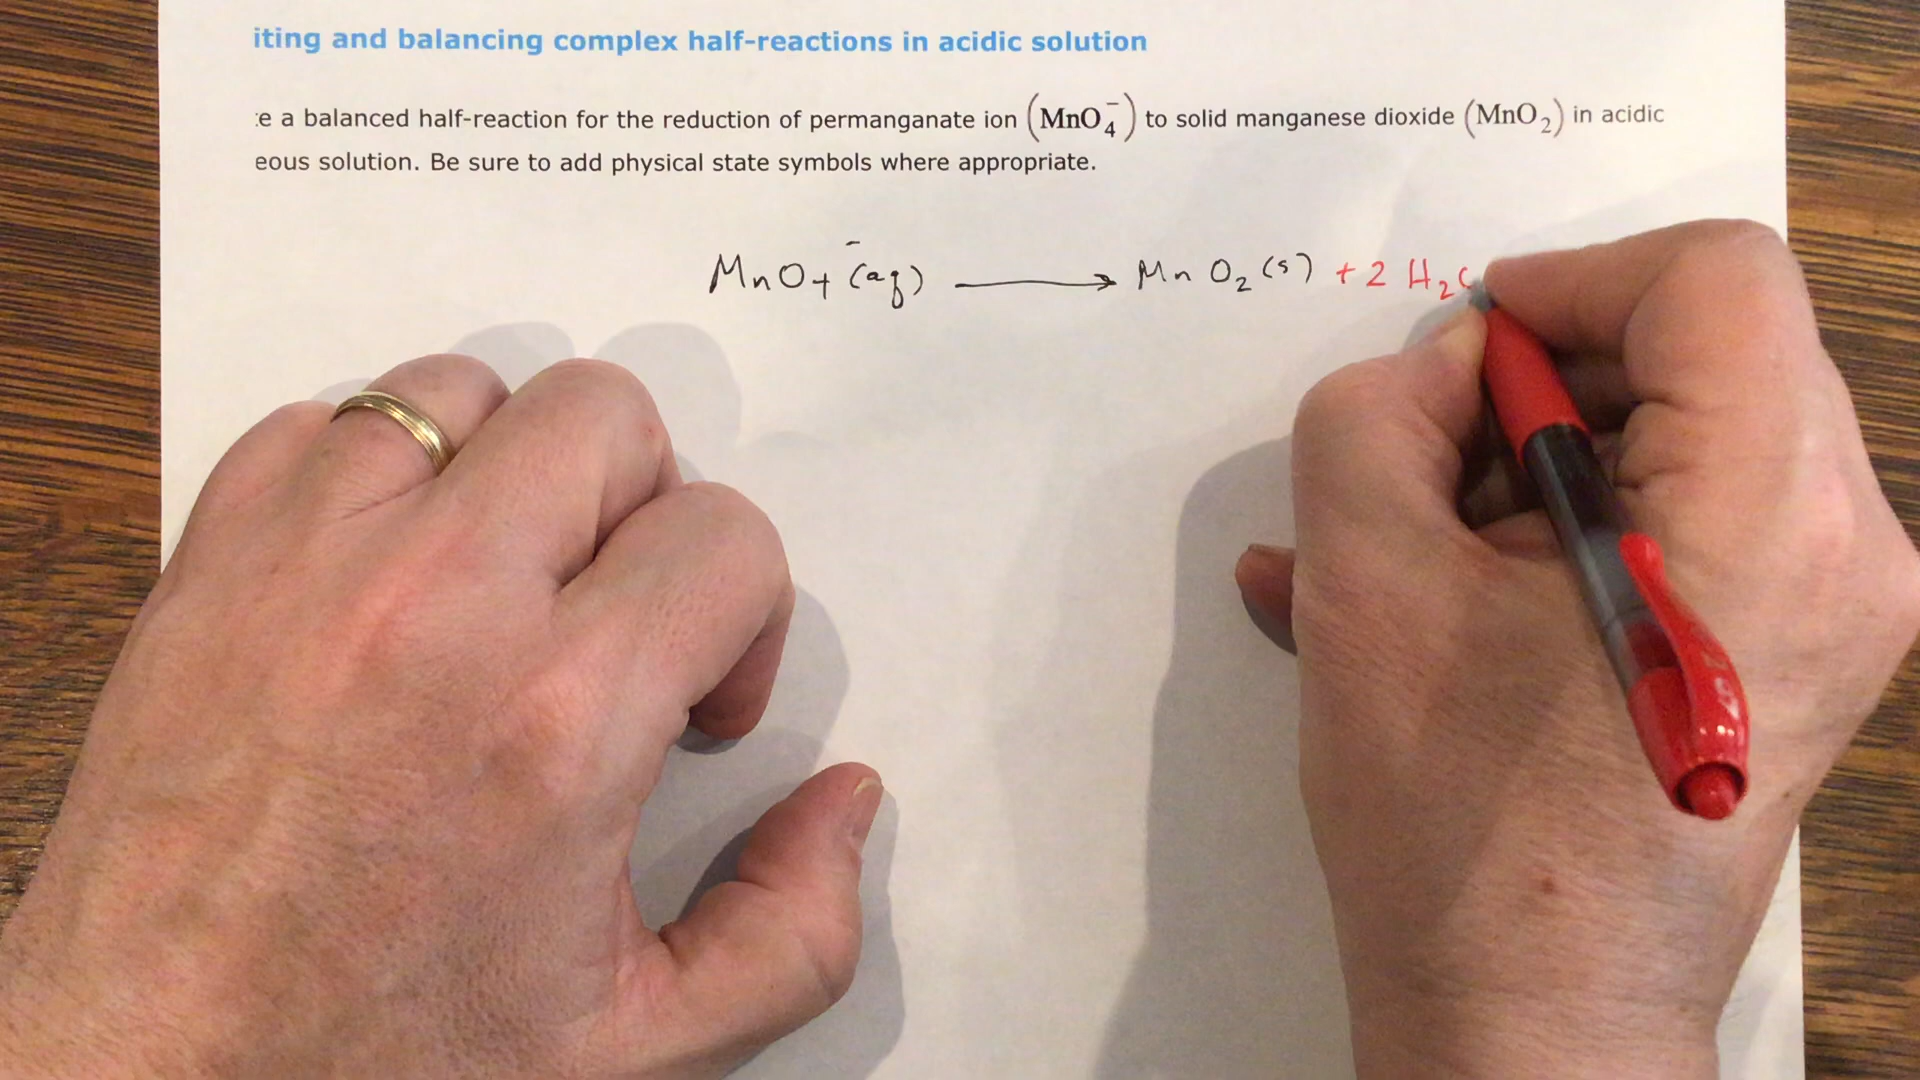 iting and balancing complex half-reactions in acidic solution
:e a balanced half-reaction for the reduction of permanganate ion (MnO₄⁻) to solid manganese dioxide (MnO₂) in acidic
eous solution. Be sure to add physical state symbols where appropriate.
MnO₄⁻(aq) ⟶ MnO₂(s) + 2 H₂